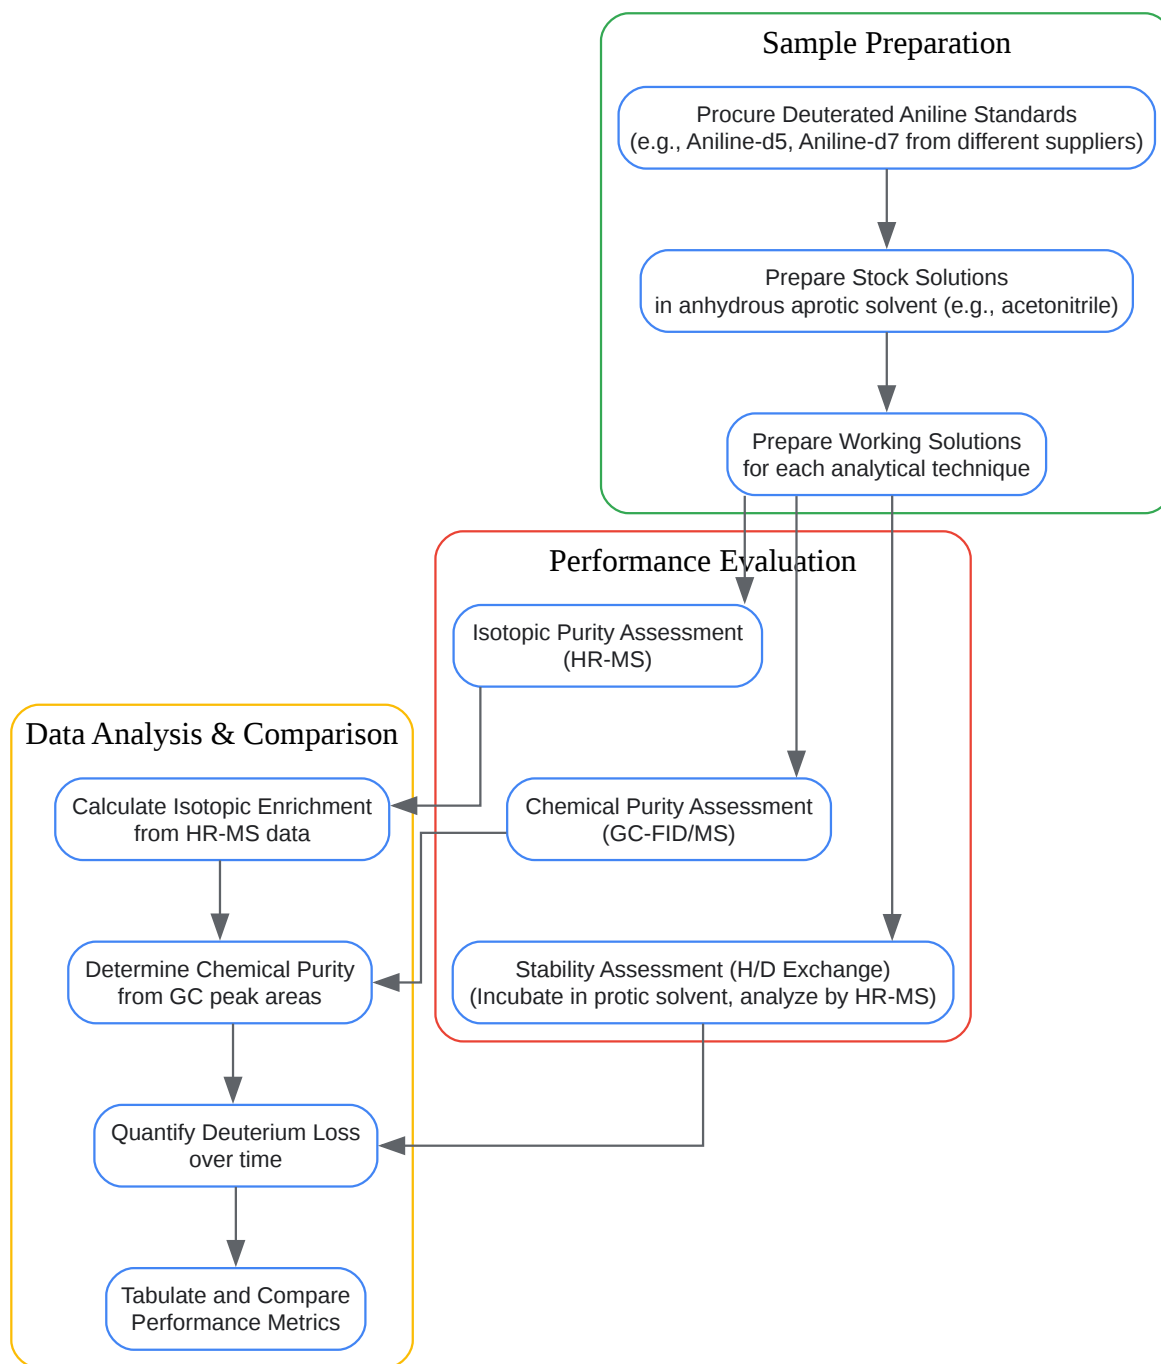 Sample Preparation
Procure Deuterated Aniline Standards
(e.g., Aniline-d5, Aniline-d7 from different suppliers)
Prepare Stock Solutions
in anhydrous aprotic solvent (e.g., acetonitrile)
Prepare Working Solutions
for each analytical technique
Performance Evaluation
Isotopic Purity Assessment
(HR-MS)
Chemical Purity Assessment
(GC-FID/MS)
Stability Assessment (H/D Exchange)
(Incubate in protic solvent, analyze by HR-MS)
Data Analysis & Comparison
Calculate Isotopic Enrichment
from HR-MS data
Determine Chemical Purity
from GC peak areas
Quantify Deuterium Loss
over time
Tabulate and Compare
Performance Metrics